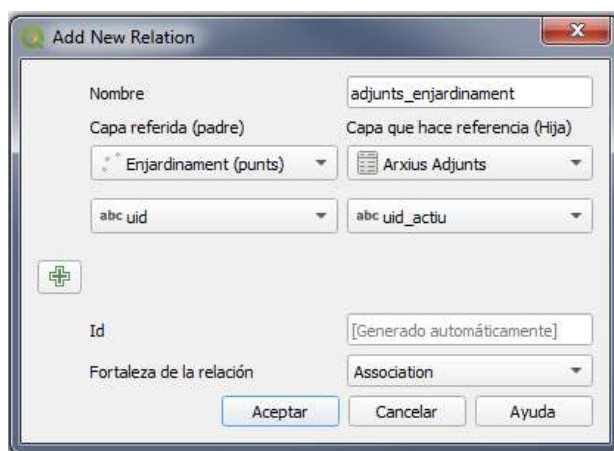 Add New Relation
Nombre
adjunts_enjardinament
Capa referida (padre)
Capa que hace referencia (Hija)
Enjardinament (punts)
Arxius Adjunts
abc uid
abc uid_actiu
Id
[Generado automáticamente]
Fortaleza de la relación
Association
Aceptar
Cancelar
Ayuda